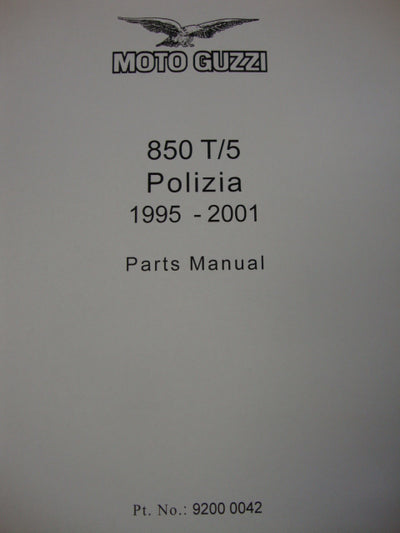 MOTO GUZZI
850 T/5
Polizia
1995 - 2001
Parts Manual
Pt. No.: 9200 0042